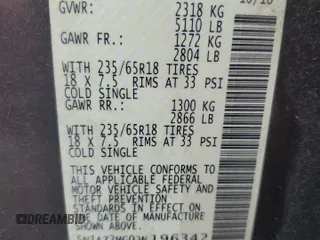 GVWR: 2318 KG
5110 LB
GAWR FR.: 1272 KG
2804 LB
WITH 235/65R18 TIRES
18 X 7.5 RIMS AT 33 PSI
COLD SINGLE
GAWR RR.: 1300 KG
2866 LB
WITH 235/65R18 TIRES
18 X 7.5 RIMS AT 33 PSI
COLD SINGLE
THIS VEHICLE CONFORMS TO
ALL APPLICABLE FEDERAL
MOTOR VEHICLE SAFETY
STANDARDS IN EFFECT ON
THE DATE OF MANUFACTURE
SHOWN ABOVE.
196342
DREAMBID